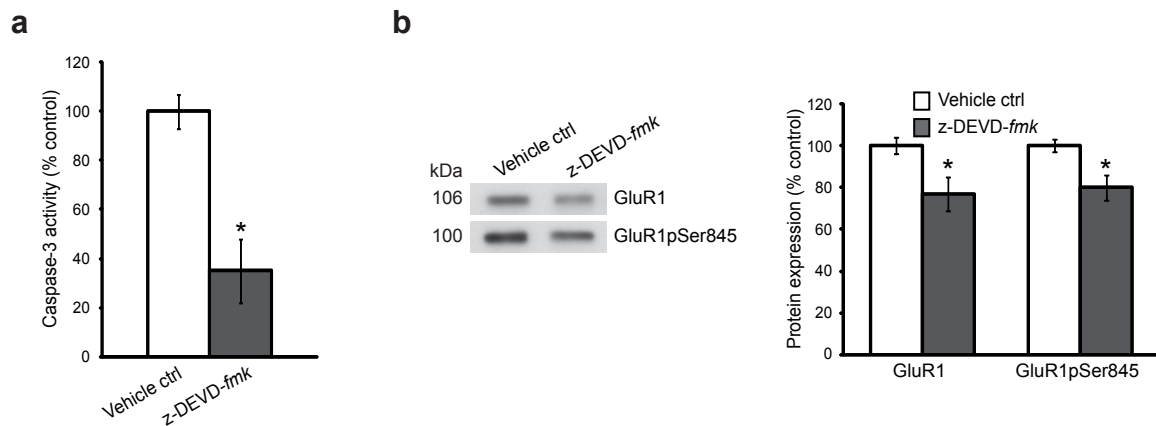 a
b
Caspase-3 activity (% control)
120
100
80
60
40
20
0
*
Vehicle ctrl
z-DEVD-fmk
Vehicle ctrl
z-DEVD-fmk
kDa
106
GluR1
100
GluR1pSer845
Protein expression (% control)
120
100
80
60
40
20
0
Vehicle ctrl
z-DEVD-fmk
*
*
GluR1
GluR1pSer845